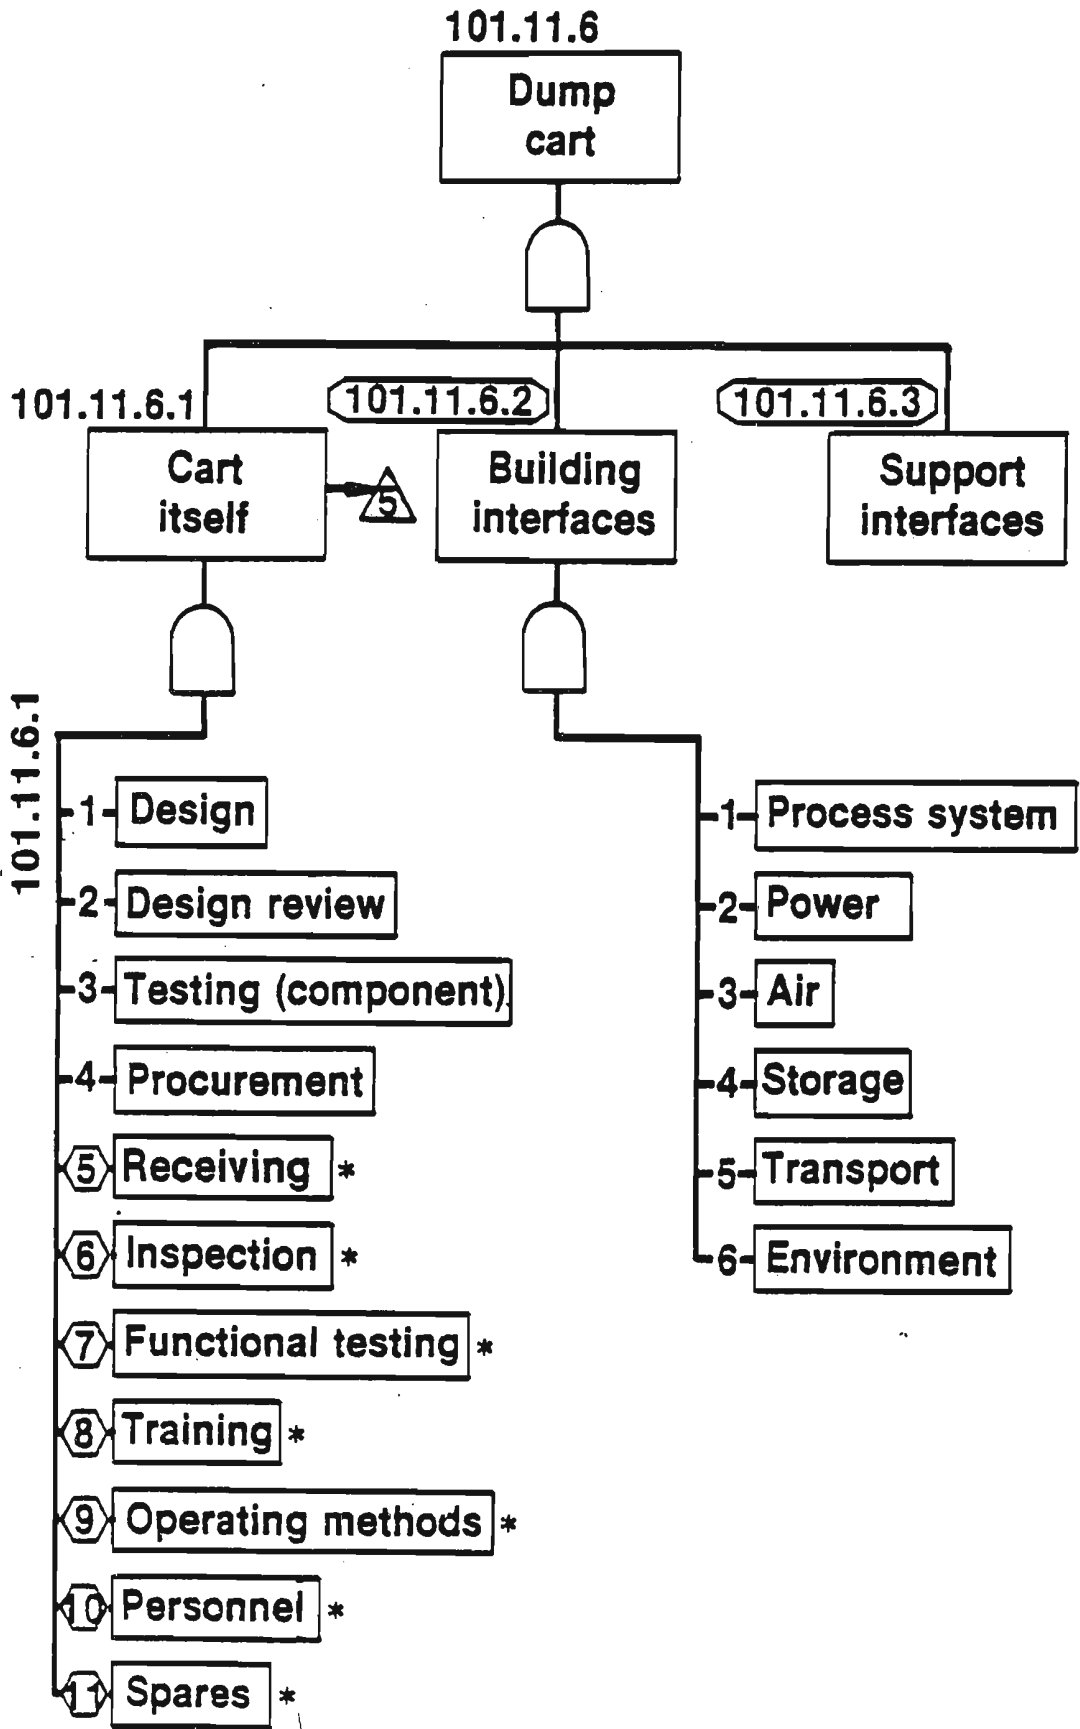 101.11.6
Dump
cart
101.11.6.1
101.11.6.2
101.11.6.3
Cart
itself
5
Building
interfaces
Support
interfaces
101.11.6.1
1 Design
2 Design review
3 Testing (component)
4 Procurement
5 Receiving *
6 Inspection *
7 Functional testing *
8 Training *
9 Operating methods *
10 Personnel *
11 Spares *
1 Process system
2 Power
3 Air
4 Storage
5 Transport
6 Environment